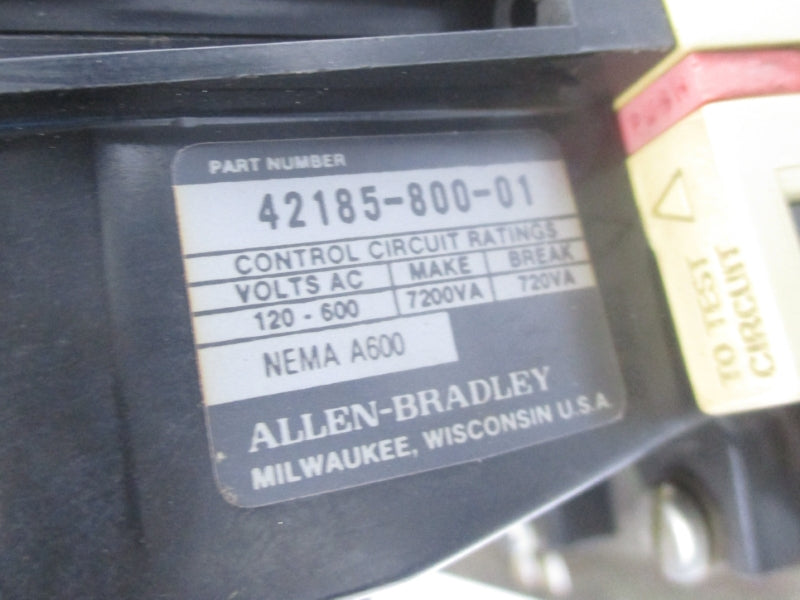 PART NUMBER
42185-800-01
CONTROL CIRCUIT RATINGS
VOLTS AC MAKE BREAK
120 - 600 7200VA 720VA
NEMA A600
ALLEN-BRADLEY
MILWAUKEE, WISCONSIN U.S.A.
PUSH
TO TEST
CIRCUIT